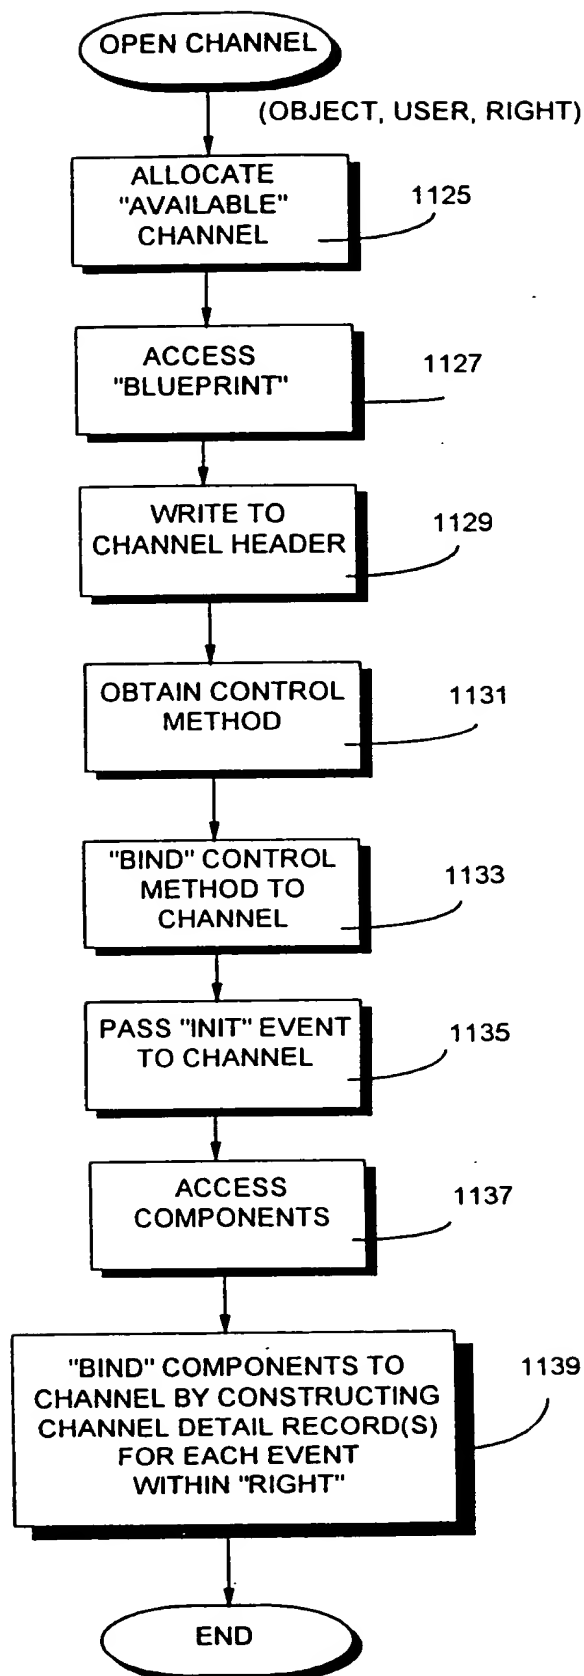 OPEN CHANNEL
(OBJECT, USER, RIGHT)
ALLOCATE
"AVAILABLE"
CHANNEL
1125
ACCESS
"BLUEPRINT"
1127
WRITE TO
CHANNEL HEADER
1129
OBTAIN CONTROL
METHOD
1131
"BIND" CONTROL
METHOD TO
CHANNEL
1133
PASS "INIT" EVENT
TO CHANNEL
1135
ACCESS
COMPONENTS
1137
"BIND" COMPONENTS TO
CHANNEL BY CONSTRUCTING
CHANNEL DETAIL RECORD(S)
FOR EACH EVENT
WITHIN "RIGHT"
1139
END